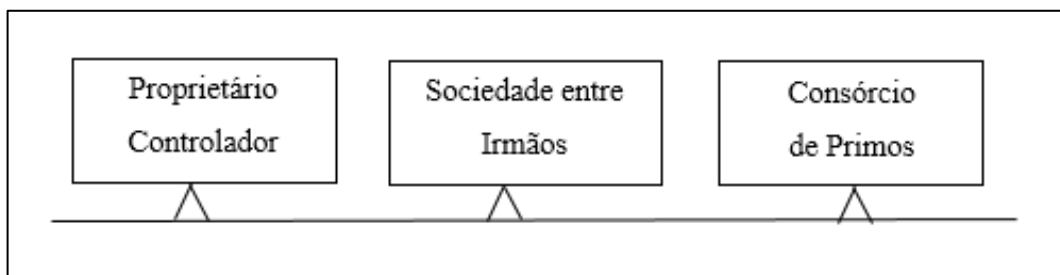 Proprietário
Controlador
Sociedade entre
Irmãos
Consórcio
de Primos